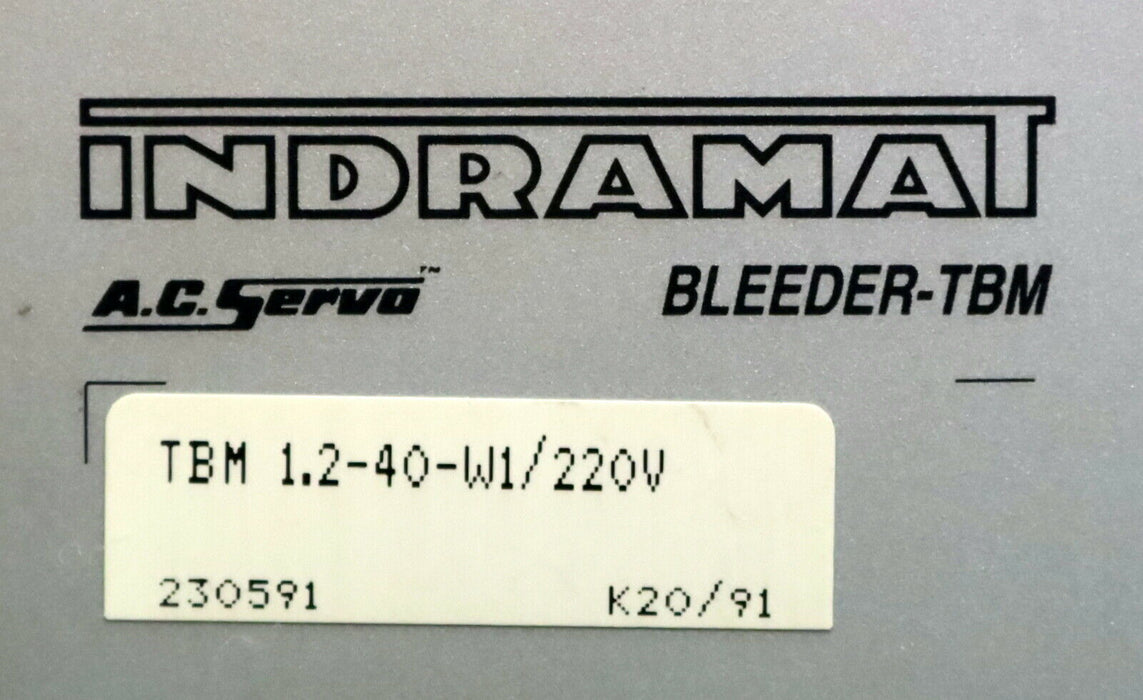 INDRAMAT
A.C. Servo™ BLEEDER-TBM
TBM 1.2-40-W1/220V
230591 K20/91